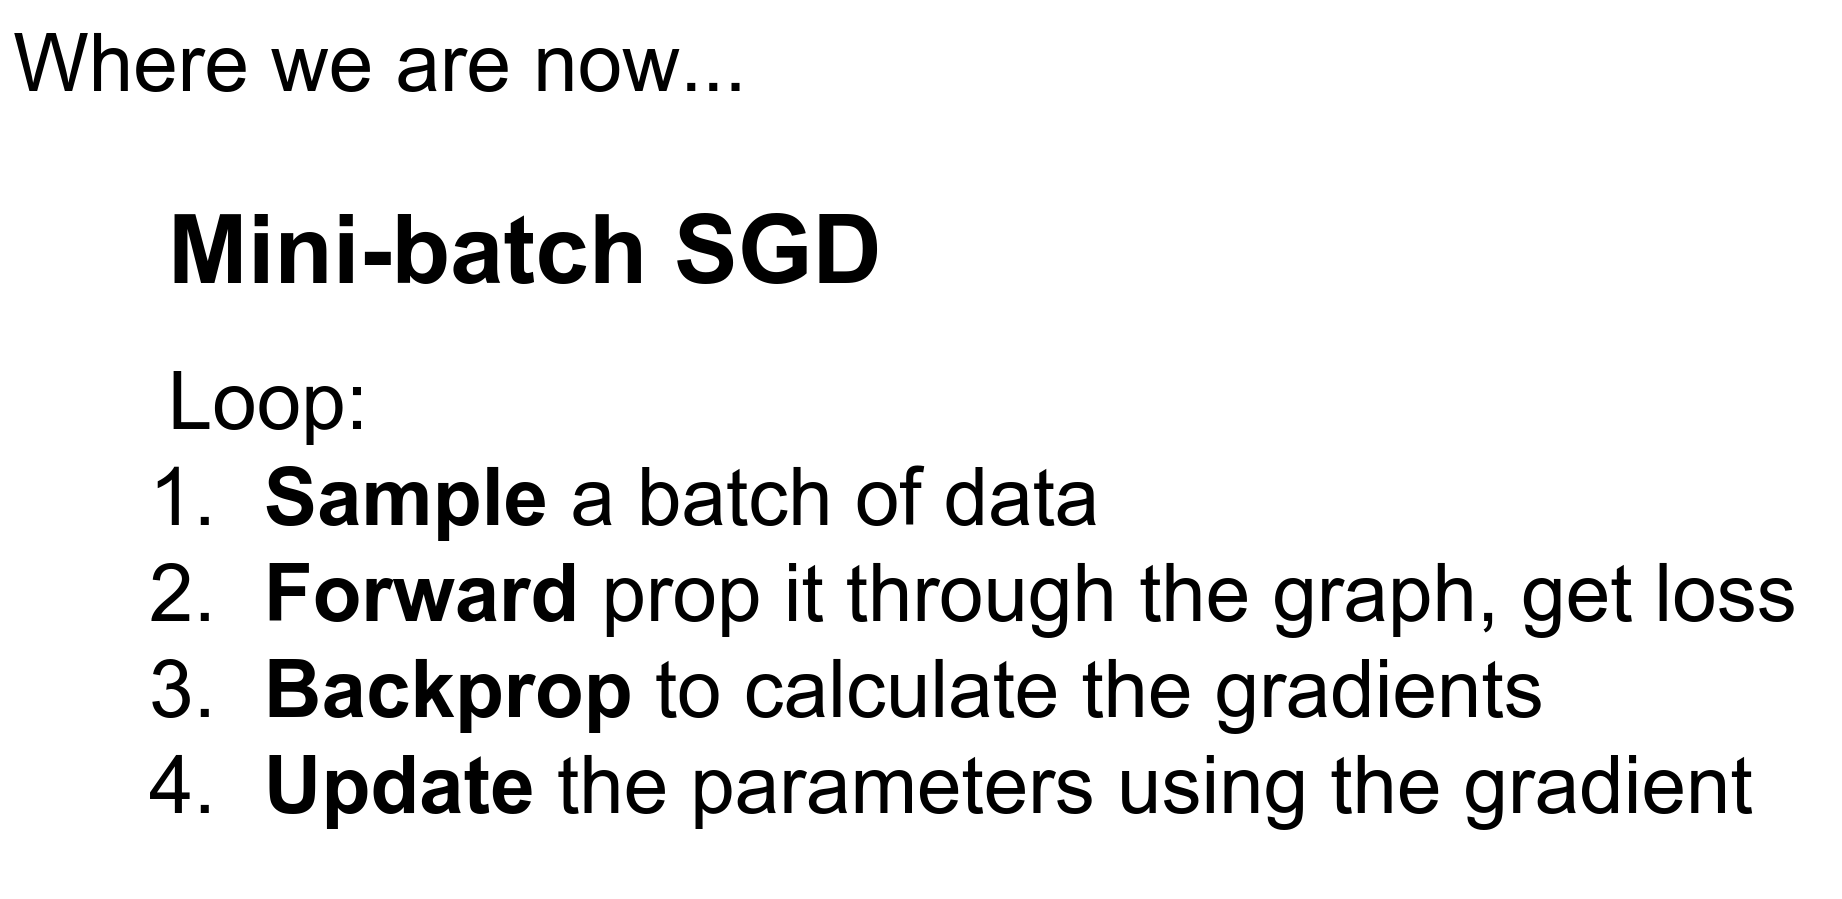 Where we are now...
Mini-batch SGD
Loop:
1. Sample a batch of data
2. Forward prop it through the graph, get loss
3. Backprop to calculate the gradients
4. Update the parameters using the gradient